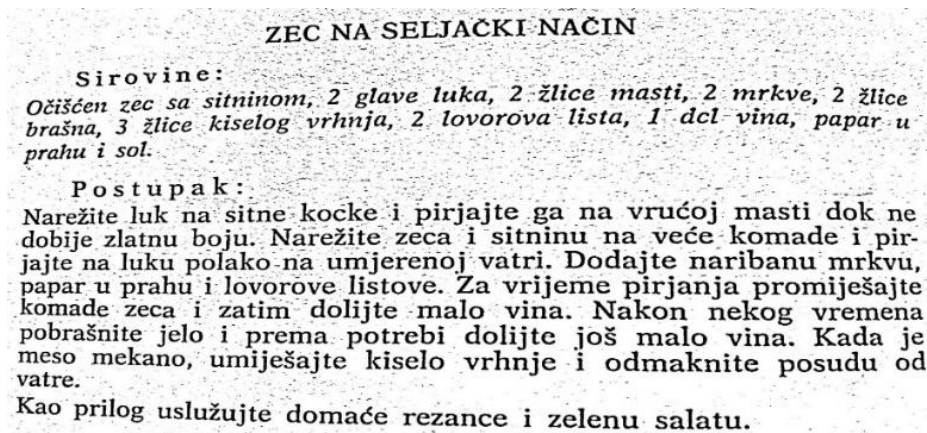 ZEC NA SELJAČKI NAČIN
Sirovine:
Očišćen zec sa sitninom, 2 glave luka, 2 žlice masti, 2 mrkve, 2 žlice
brašna, 3 žlice kiselog vrhnja, 2 lovorova lista, 1 dcl vina, papar u
prahu i sol.
Postupak:
Narežite luk na sitne kocke i pirjajte ga na vrućoj masti dok ne
dobije zlatnu boju. Narežite zeca i sitninu na veće komade i pir-
jajte na luku polako na umjerenoj vatri. Dodajte naribanu mrkvu,
papar u prahu i lovorove listove. Za vrijeme pirjanja promiješajte
komade zeca i zatim dolijte malo vina. Nakon nekog vremena
pobrašnite jelo i prema potrebi dolijte još malo vina. Kada je
meso mekano, umiješajte kiselo vrhnje i odmaknite posudu od
vatre.
Kao prilog uslužujte domaće rezance i zelenu salatu.